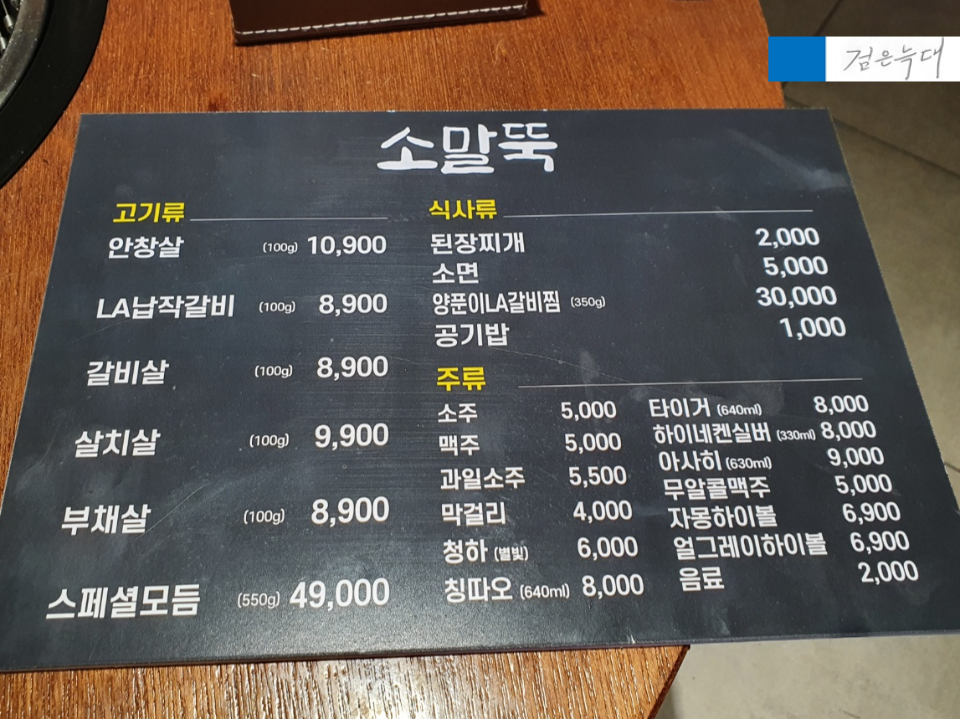 검은늑대
소말뚝
고기류
안창살 (100g) 10,900
LA납작갈비 (100g) 8,900
갈비살 (100g) 8,900
살치살 (100g) 9,900
부채살 (100g) 8,900
스페셜모듬 (550g) 49,000
식사류
된장찌개 2,000
소면 5,000
양푼이LA갈비찜 (350g) 30,000
공기밥 1,000
주류
소주 5,000
맥주 5,000
과일소주 5,500
막걸리 4,000
청하 (별빛) 6,000
칭따오 (640ml) 8,000
타이거 (640ml) 8,000
하이네켄실버 (330ml) 8,000
아사히 (630ml) 9,000
무알콜맥주 5,000
자몽하이볼 6,900
얼그레이하이볼 6,900
음료 2,000